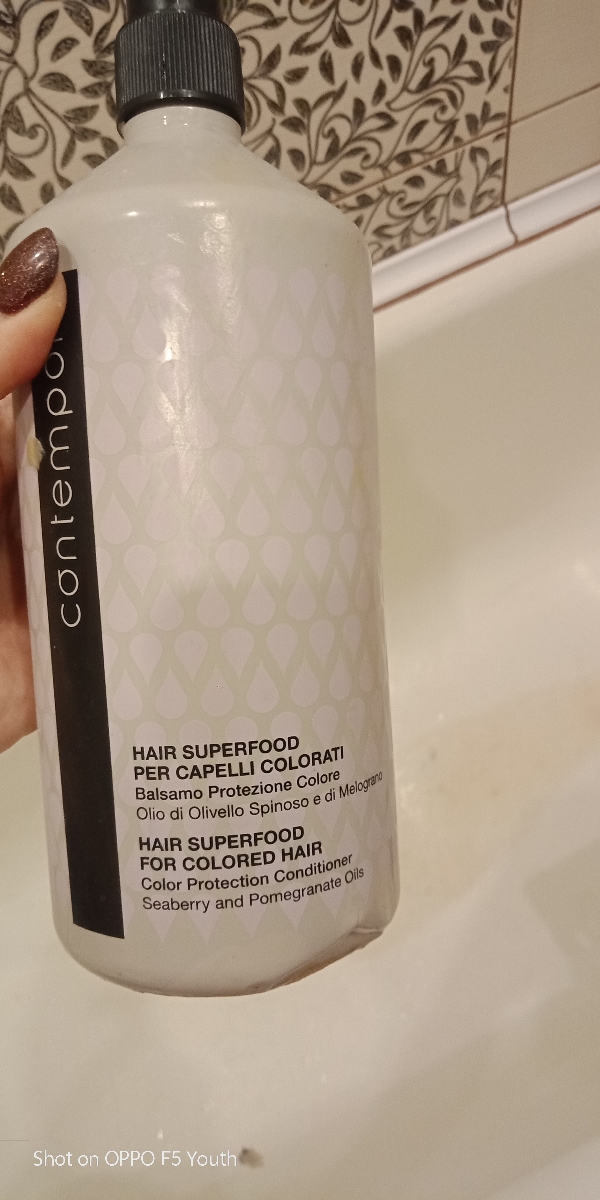 contempor
HAIR SUPERFOOD
PER CAPELLI COLORATI
Balsamo Protezione Colore
Olio di Olivello Spinoso e di Melograno
HAIR SUPERFOOD
FOR COLORED HAIR
Color Protection Conditioner
Seaberry and Pomegranate Oils
Shot on OPPO F5 Youth